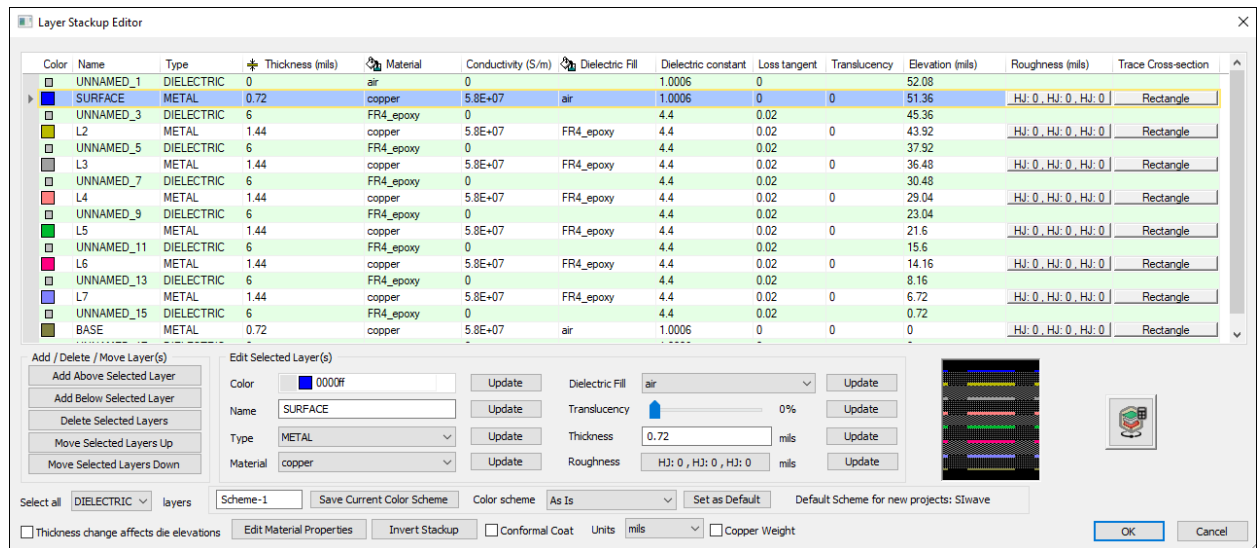 Layer Stackup Editor
Color Name Type Thickness (mils) Material Conductivity (S/m) Dielectric Fill Dielectric constant Loss tangent Translucency Elevation (mils) Roughness (mils) Trace Cross-section
UNNAMED_1 DIELECTRIC 0 air 0 1.0006 0 52.08
SURFACE METAL 0.72 copper 5.8E+07 air 1.0006 0 0 51.36 HJ: 0 , HJ: 0 , HJ: 0 Rectangle
UNNAMED_3 DIELECTRIC 6 FR4_epoxy 0 4.4 0.02 45.36
L2 METAL 1.44 copper 5.8E+07 FR4_epoxy 4.4 0.02 0 43.92 HJ: 0 , HJ: 0 , HJ: 0 Rectangle
UNNAMED_5 DIELECTRIC 6 FR4_epoxy 0 4.4 0.02 37.92
L3 METAL 1.44 copper 5.8E+07 FR4_epoxy 4.4 0.02 0 36.48 HJ: 0 , HJ: 0 , HJ: 0 Rectangle
UNNAMED_7 DIELECTRIC 6 FR4_epoxy 0 4.4 0.02 30.48
L4 METAL 1.44 copper 5.8E+07 FR4_epoxy 4.4 0.02 0 29.04 HJ: 0 , HJ: 0 , HJ: 0 Rectangle
UNNAMED_9 DIELECTRIC 6 FR4_epoxy 0 4.4 0.02 23.04
L5 METAL 1.44 copper 5.8E+07 FR4_epoxy 4.4 0.02 0 21.6 HJ: 0 , HJ: 0 , HJ: 0 Rectangle
UNNAMED_11 DIELECTRIC 6 FR4_epoxy 0 4.4 0.02 15.6
L6 METAL 1.44 copper 5.8E+07 FR4_epoxy 4.4 0.02 0 14.16 HJ: 0 , HJ: 0 , HJ: 0 Rectangle
UNNAMED_13 DIELECTRIC 6 FR4_epoxy 0 4.4 0.02 8.16
L7 METAL 1.44 copper 5.8E+07 FR4_epoxy 4.4 0.02 0 6.72 HJ: 0 , HJ: 0 , HJ: 0 Rectangle
UNNAMED_15 DIELECTRIC 6 FR4_epoxy 0 4.4 0.02 0.72
BASE METAL 0.72 copper 5.8E+07 air 1.0006 0 0 0 HJ: 0 , HJ: 0 , HJ: 0 Rectangle
Add / Delete / Move Layer(s) Edit Selected Layer(s)
Add Above Selected Layer
Add Below Selected Layer
Delete Selected Layers
Move Selected Layers Up
Move Selected Layers Down
Color 0000ff Update Dielectric Fill air Update
Name SURFACE Update Translucency 0% Update
Type METAL Update Thickness 0.72 mils Update
Material copper Update Roughness HJ: 0 , HJ: 0 , HJ: 0 mils Update
Select all DIELECTRIC layers Scheme-1 Save Current Color Scheme Color scheme As Is Set as Default Default Scheme for new projects: SIwave
Thickness change affects die elevations Edit Material Properties Invert Stackup Conformal Coat Units mils Copper Weight OK Cancel